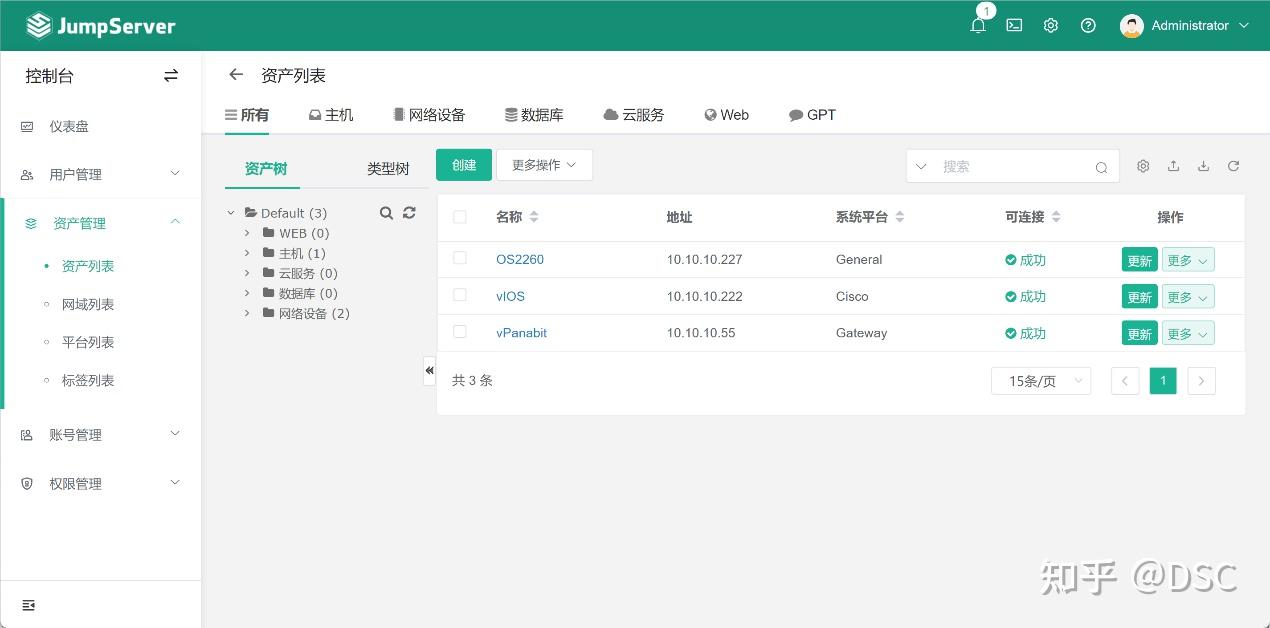 JumpServer
1
Administrator
控制台
仪表盘
用户管理
资产管理
资产列表
网域列表
平台列表
标签列表
账号管理
权限管理
资产列表
所有 主机 网络设备 数据库 云服务 Web GPT
资产树 类型树
Default (3)
WEB (0)
主机 (1)
云服务 (0)
数据库 (0)
网络设备 (2)
创建 更多操作 搜索
名称 地址 系统平台 可连接 操作
OS2260 10.10.10.227 General 成功 更新 更多
vIOS 10.10.10.222 Cisco 成功 更新 更多
vPanabit 10.10.10.55 Gateway 成功 更新 更多
共 3 条 15条/页 1
知乎 @DSC